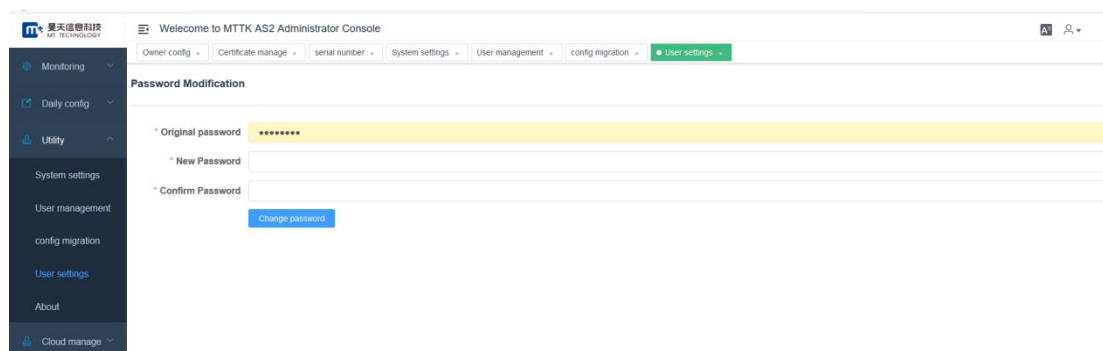 昊天信息科技
MT TECHNOLOGY
Welecome to MTTK AS2 Administrator Console
Owner config × Certificate manage × serial number × System settings × User management × config migration × User settings ×
Monitoring
Daily config
Utility
System settings
User management
config migration
User settings
About
Cloud manage
Password Modification
* Original password ••••••••
* New Password
* Confirm Password
Change password